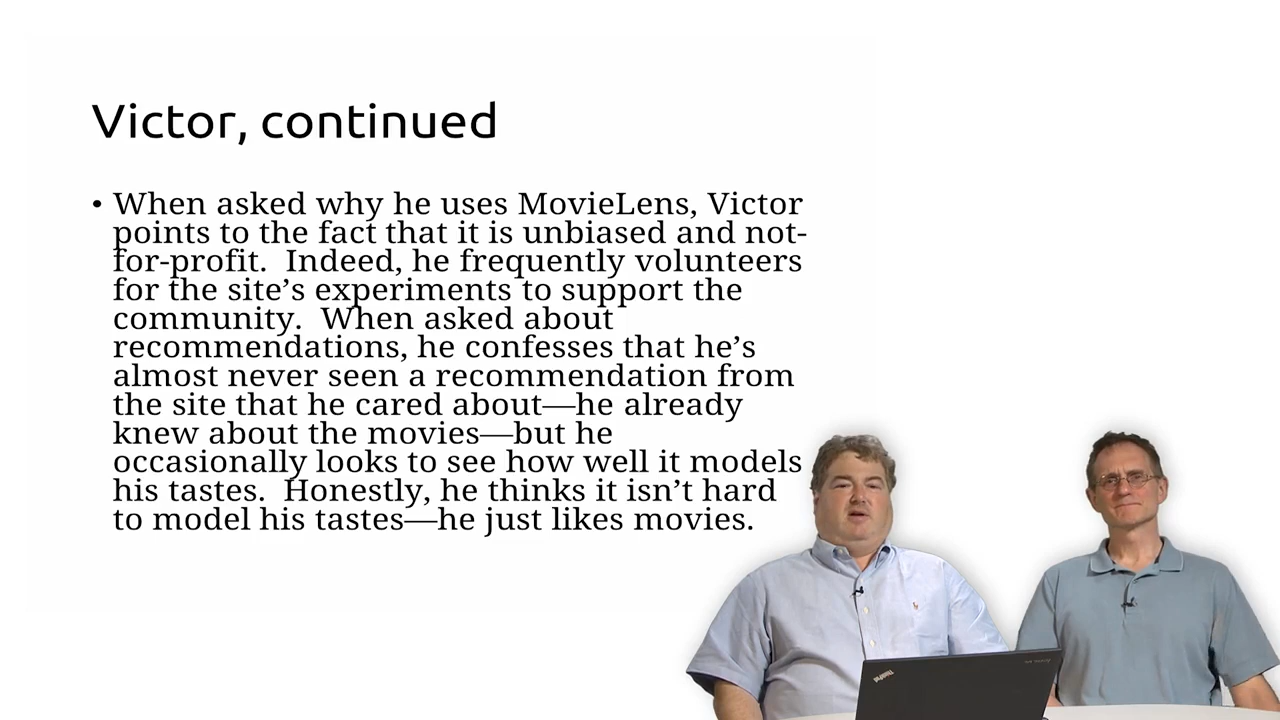 Victor, continued
• When asked why he uses MovieLens, Victor
points to the fact that it is unbiased and not-
for-profit.  Indeed, he frequently volunteers
for the site’s experiments to support the
community.  When asked about
recommendations, he confesses that he’s
almost never seen a recommendation from
the site that he cared about—he already
knew about the movies—but he
occasionally looks to see how well it models
his tastes.  Honestly, he thinks it isn’t hard
to model his tastes—he just likes movies.
ThinkPad